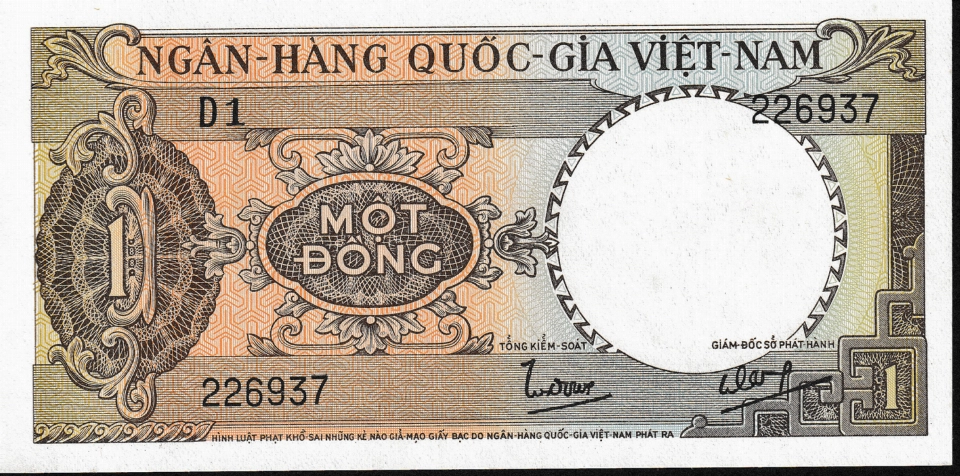 NGÂN-HÀNG QUỐC-GIA VIỆT-NAM
D1
226937
1
MỘT
ĐỒNG
TỔNG KIỂM-SOÁT
GIÁM-ĐỐC SỞ PHÁT-HÀNH
226937
1
HÌNH LUẬT PHẠT KHỔ-SAI NHỮNG KẺ NÀO GIẢ-MẠO GIẤY BẠC DO NGÂN-HÀNG QUỐC-GIA VIỆT-NAM PHÁT RA